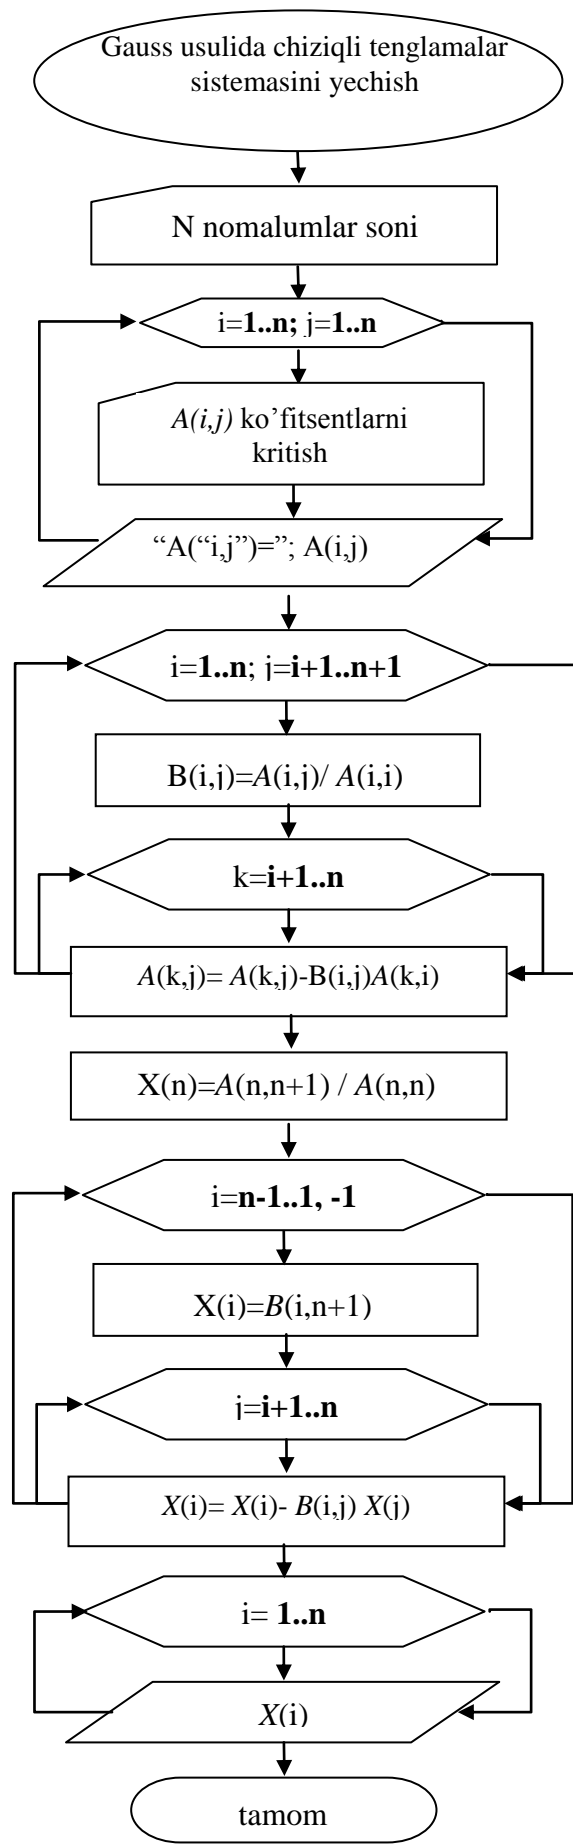 Gauss usulida chiziqli tenglamalar
sistemasini yechish
N nomalumlar soni
i=1..n; j=1..n
A(i,j) ko’fitsentlarni
kritish
“A(“i,j”)=”; A(i,j)
i=1..n; j=i+1..n+1
B(i,j)=A(i,j)/ A(i,i)
k=i+1..n
A(k,j)= A(k,j)-B(i,j)A(k,i)
X(n)=A(n,n+1) / A(n,n)
i=n-1..1, -1
X(i)=B(i,n+1)
j=i+1..n
X(i)= X(i)- B(i,j) X(j)
i= 1..n
X(i)
tamom